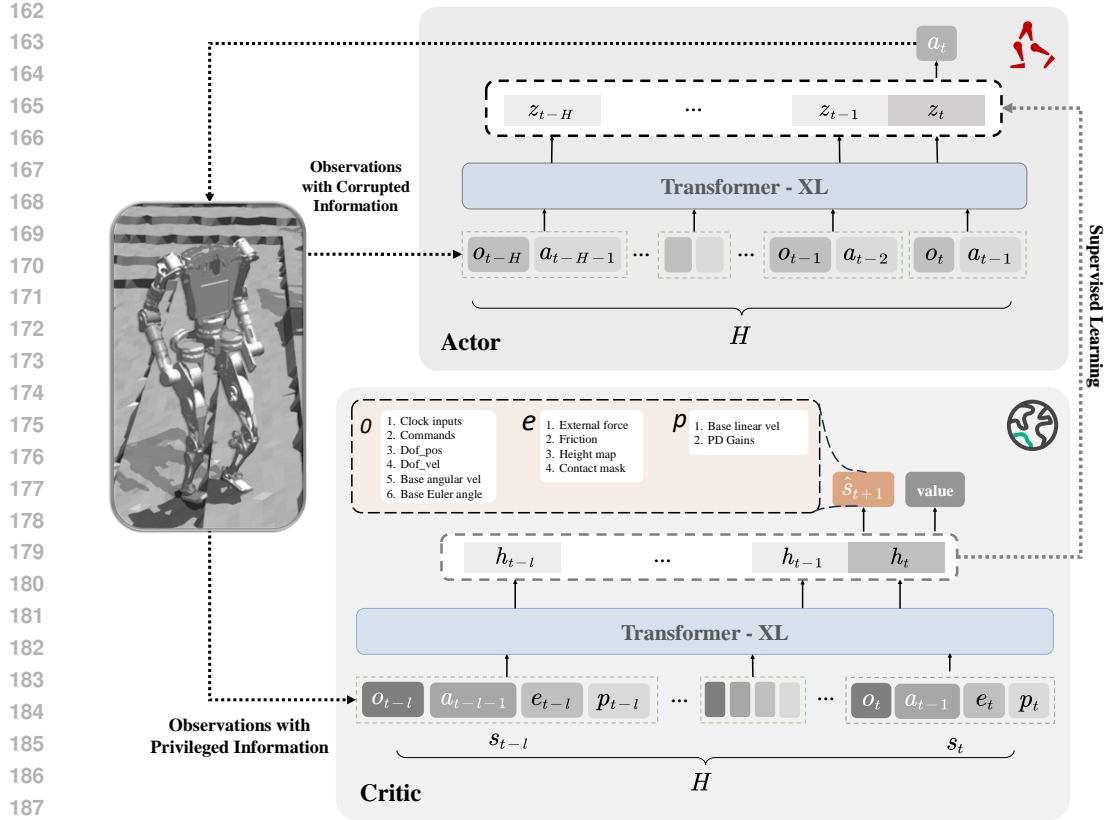 162
163
164
165
166
167
168
169
170
171
172
173
174
175
176
177
178
179
180
181
182
183
184
185
186
187
a_t
z_{t-H} ... z_{t-1} z_t
Transformer - XL
Observations
with Corrupted
Information
o_{t-H} a_{t-H-1} ... ... o_{t-1} a_{t-2} o_t a_{t-1}
H
Actor
Supervised Learning
o
1. Clock inputs
2. Commands
3. Dof_pos
4. Dof_vel
5. Base angular vel
6. Base Euler angle
e
1. External force
2. Friction
3. Height map
4. Contact mask
p
1. Base linear vel
2. PD Gains
ŝ_{t+1} value
h_{t-l} ... h_{t-1} h_t
Transformer - XL
o_{t-l} a_{t-l-1} e_{t-l} p_{t-l} ... ... o_t a_{t-1} e_t p_t
Observations with
Privileged Information
s_{t-l} s_t
H
Critic